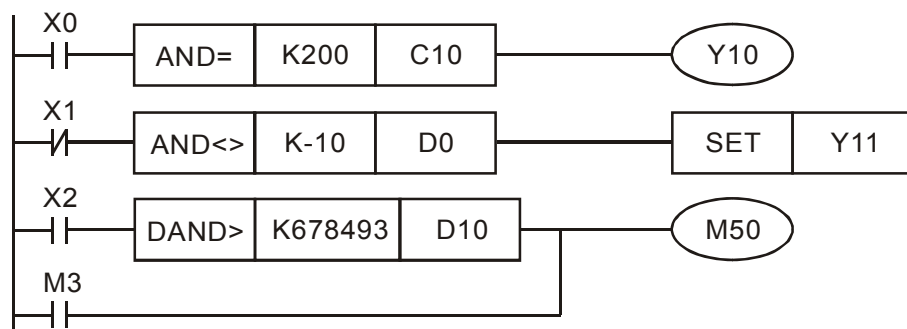 X0
AND= K200 C10 Y10
X1
AND<> K-10 D0 SET Y11
X2
DAND> K678493 D10 M50
M3